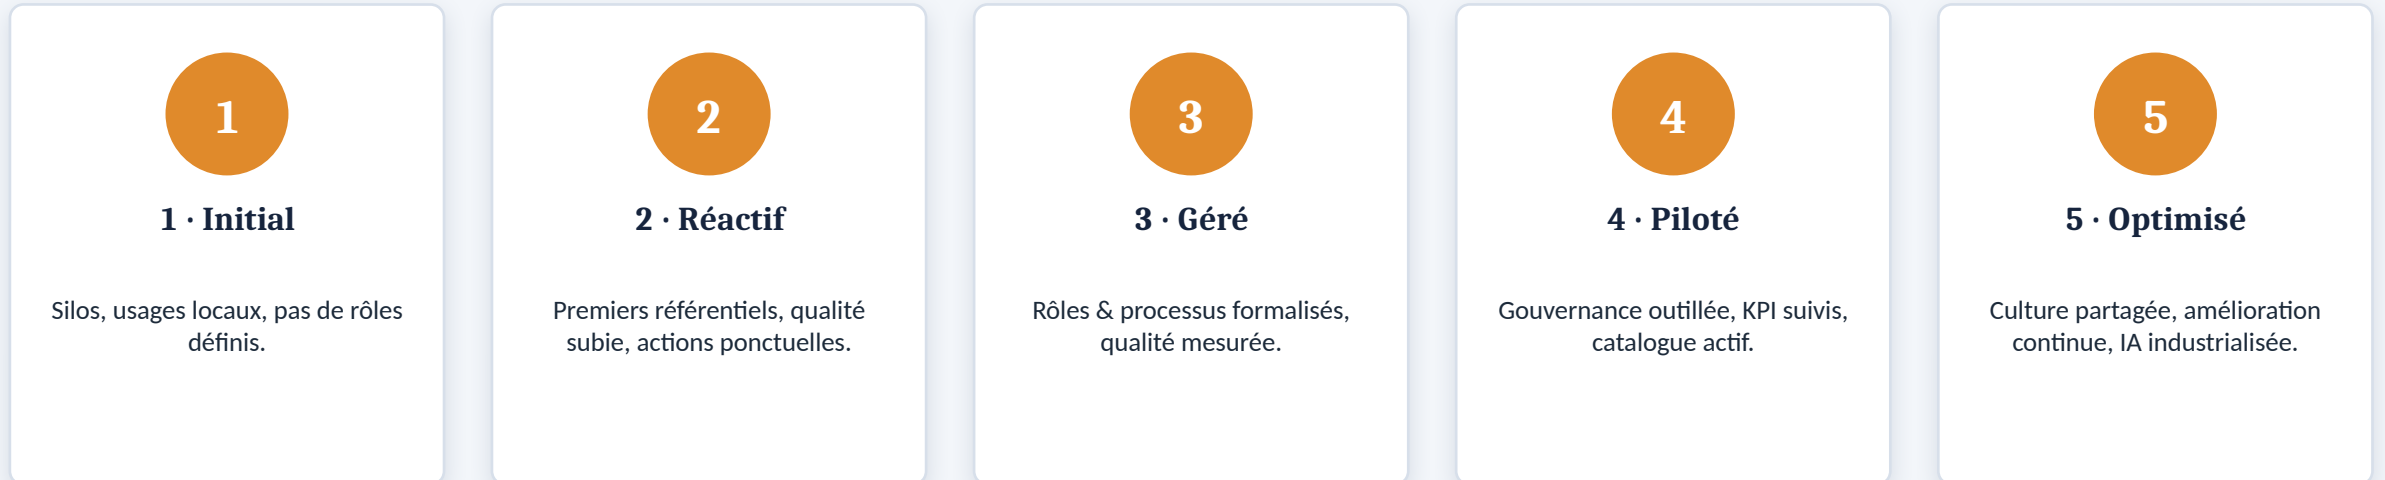 1
1 · Initial
Silos, usages locaux, pas de rôles
définis.
2
2 · Réactif
Premiers référentiels, qualité
subie, actions ponctuelles.
3
3 · Géré
Rôles & processus formalisés,
qualité mesurée.
4
4 · Piloté
Gouvernance outillée, KPI suivis,
catalogue actif.
5
5 · Optimisé
Culture partagée, amélioration
continue, IA industrialisée.